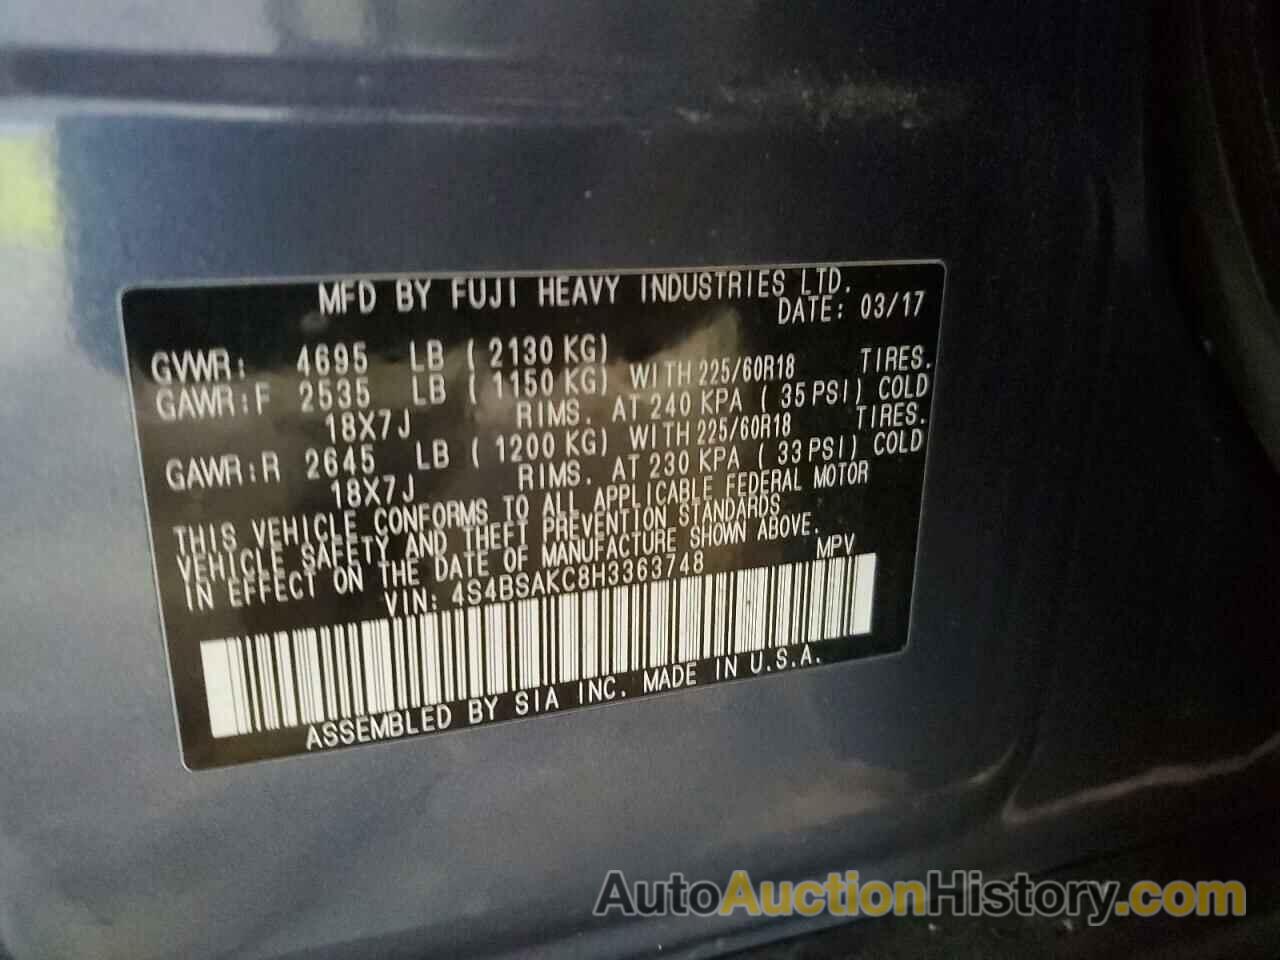 MFD BY FUJI HEAVY INDUSTRIES LTD.
DATE: 03/17
GVWR: 4695 LB ( 2130 KG)
GAWR:F 2535 LB ( 1150 KG) WITH 225/60R18 TIRES.
18X7J RIMS. AT 240 KPA ( 35 PSI) COLD
GAWR:R 2645 LB ( 1200 KG) WITH 225/60R18 TIRES.
18X7J RIMS. AT 230 KPA ( 33 PSI) COLD
THIS VEHICLE CONFORMS TO ALL APPLICABLE FEDERAL MOTOR
VEHICLE SAFETY AND THEFT PREVENTION STANDARDS
IN EFFECT ON THE DATE OF MANUFACTURE SHOWN ABOVE.
VIN: 4S4BSAKC8H3363748 MPV
ASSEMBLED BY SIA INC. MADE IN U.S.A.
AutoAuctionHistory.com